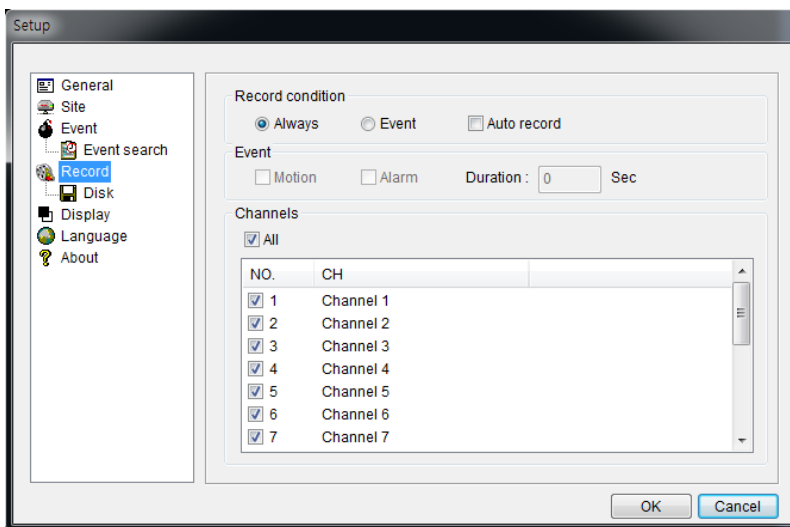 Setup
General
Site
Event
Event search
Record
Disk
Display
Language
About
Record condition
Always Event Auto record
Event
Motion Alarm Duration : 0 Sec
Channels
All
NO. CH
1 Channel 1
2 Channel 2
3 Channel 3
4 Channel 4
5 Channel 5
6 Channel 6
7 Channel 7
OK Cancel